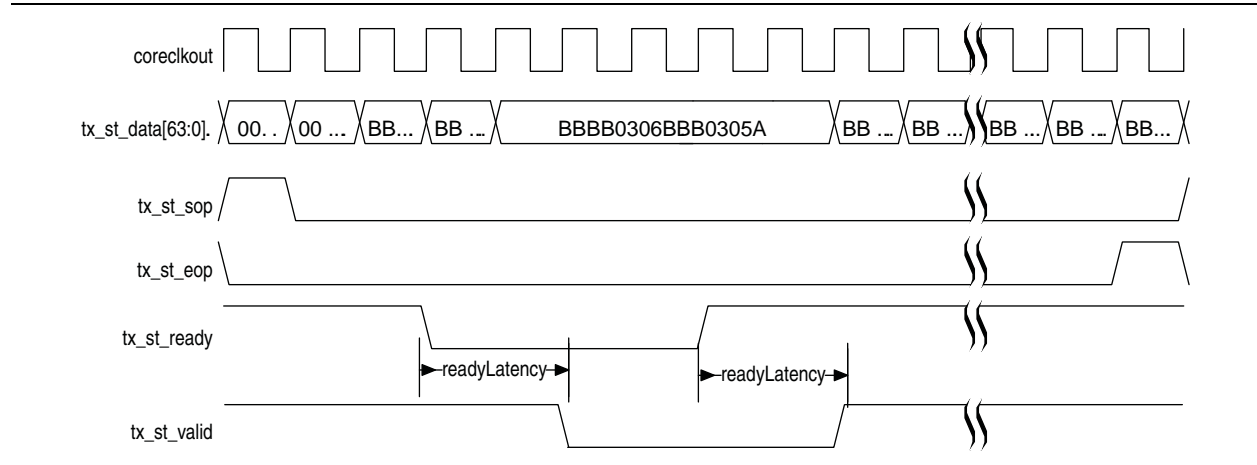 coreclkout
tx_st_data[63:0].
00. .
00 ...
BB...
BB ...
BBBB0306BBB0305A
BB ...
BB ...
BB ...
BB ...
BB...
tx_st_sop
tx_st_eop
tx_st_ready
readyLatency
readyLatency
tx_st_valid